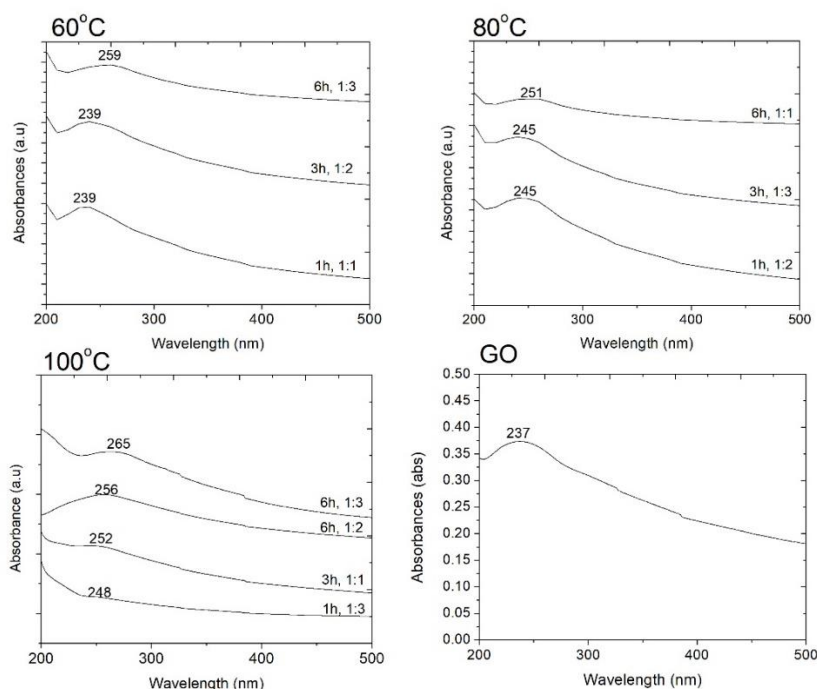 60°C
259
6h, 1:3
239
3h, 1:2
239
1h, 1:1
Absorbances (a.u)
200 300 400 500
Wavelength (nm)
80°C
251
6h, 1:1
245
3h, 1:3
245
1h, 1:2
Absorbances (a.u)
200 300 400 500
Wavelength (nm)
100°C
265
6h, 1:3
256
6h, 1:2
252
3h, 1:1
248
1h, 1:3
Absorbance (a.u)
200 300 400 500
Wavelength (nm)
GO
0.50
0.45
0.40
237
0.35
0.30
0.25
0.20
0.15
0.10
0.05
0.00
Absorbances (abs)
200 300 400 500
Wavelength (nm)